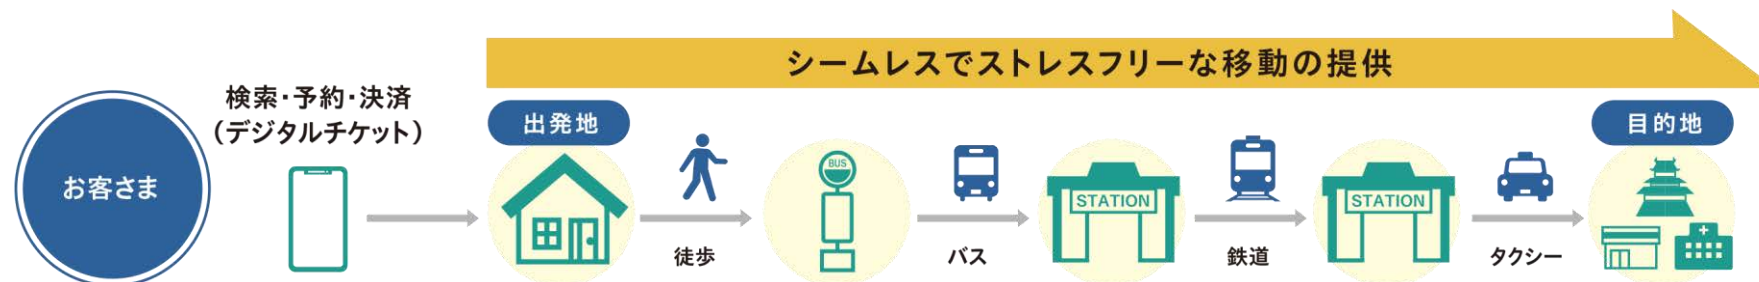 シームレスでストレスフリーな移動の提供
お客さま
検索・予約・決済
（デジタルチケット）
出発地
徒歩
BUS
バス
STATION
鉄道
STATION
タクシー
目的地